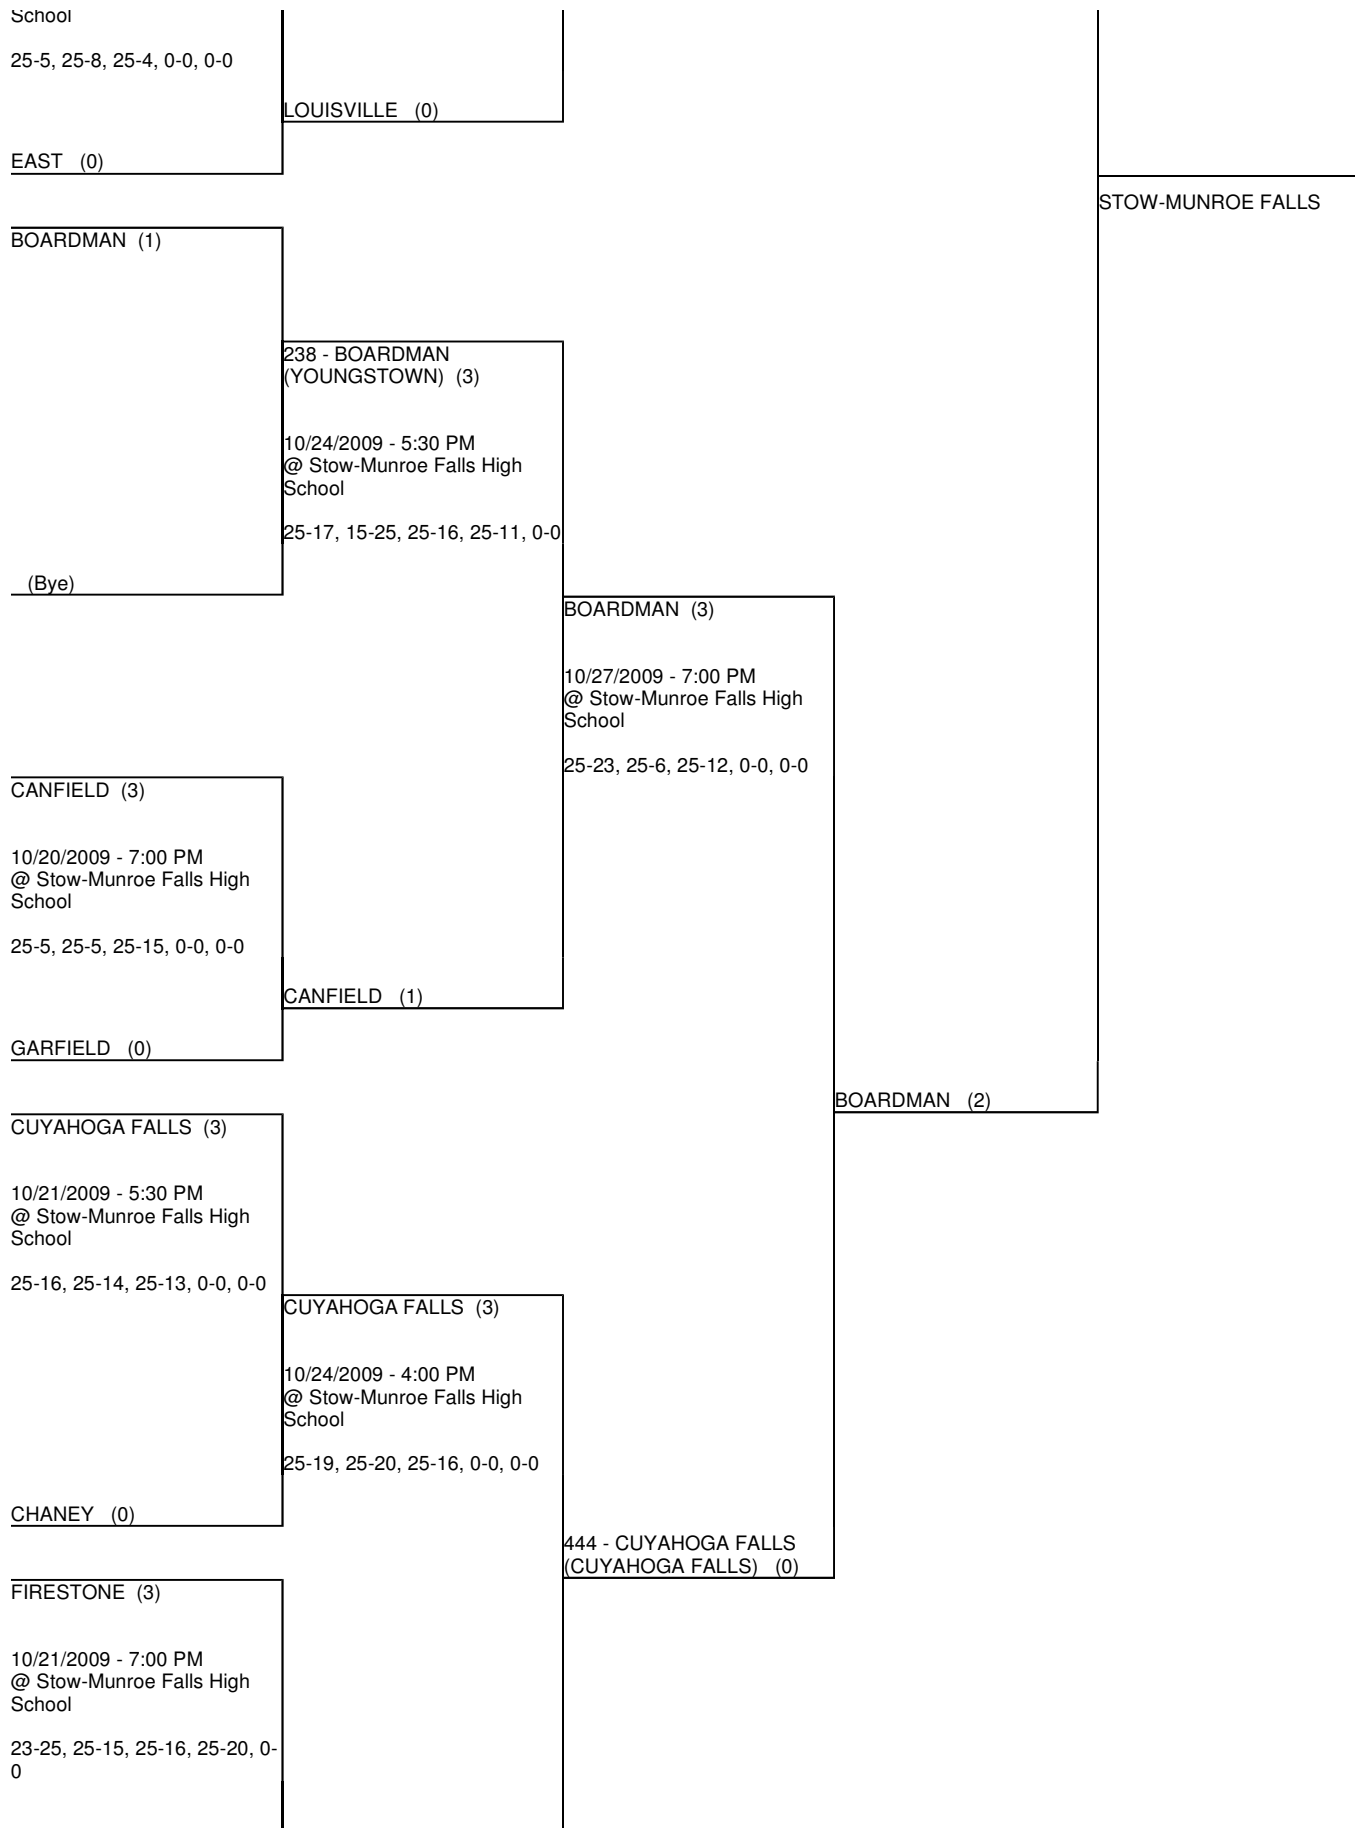 School
25-5, 25-8, 25-4, 0-0, 0-0
LOUISVILLE (0)
EAST (0)
STOW-MUNROE FALLS
BOARDMAN (1)
238 - BOARDMAN
(YOUNGSTOWN) (3)
10/24/2009 - 5:30 PM
@ Stow-Munroe Falls High
School
25-17, 15-25, 25-16, 25-11, 0-0
(Bye)
BOARDMAN (3)
10/27/2009 - 7:00 PM
@ Stow-Munroe Falls High
School
25-23, 25-6, 25-12, 0-0, 0-0
CANFIELD (3)
10/20/2009 - 7:00 PM
@ Stow-Munroe Falls High
School
25-5, 25-5, 25-15, 0-0, 0-0
CANFIELD (1)
GARFIELD (0)
BOARDMAN (2)
CUYAHOGA FALLS (3)
10/21/2009 - 5:30 PM
@ Stow-Munroe Falls High
School
25-16, 25-14, 25-13, 0-0, 0-0
CUYAHOGA FALLS (3)
10/24/2009 - 4:00 PM
@ Stow-Munroe Falls High
School
25-19, 25-20, 25-16, 0-0, 0-0
CHANEY (0)
444 - CUYAHOGA FALLS
(CUYAHOGA FALLS) (0)
FIRESTONE (3)
10/21/2009 - 7:00 PM
@ Stow-Munroe Falls High
School
23-25, 25-15, 25-16, 25-20, 0-
0